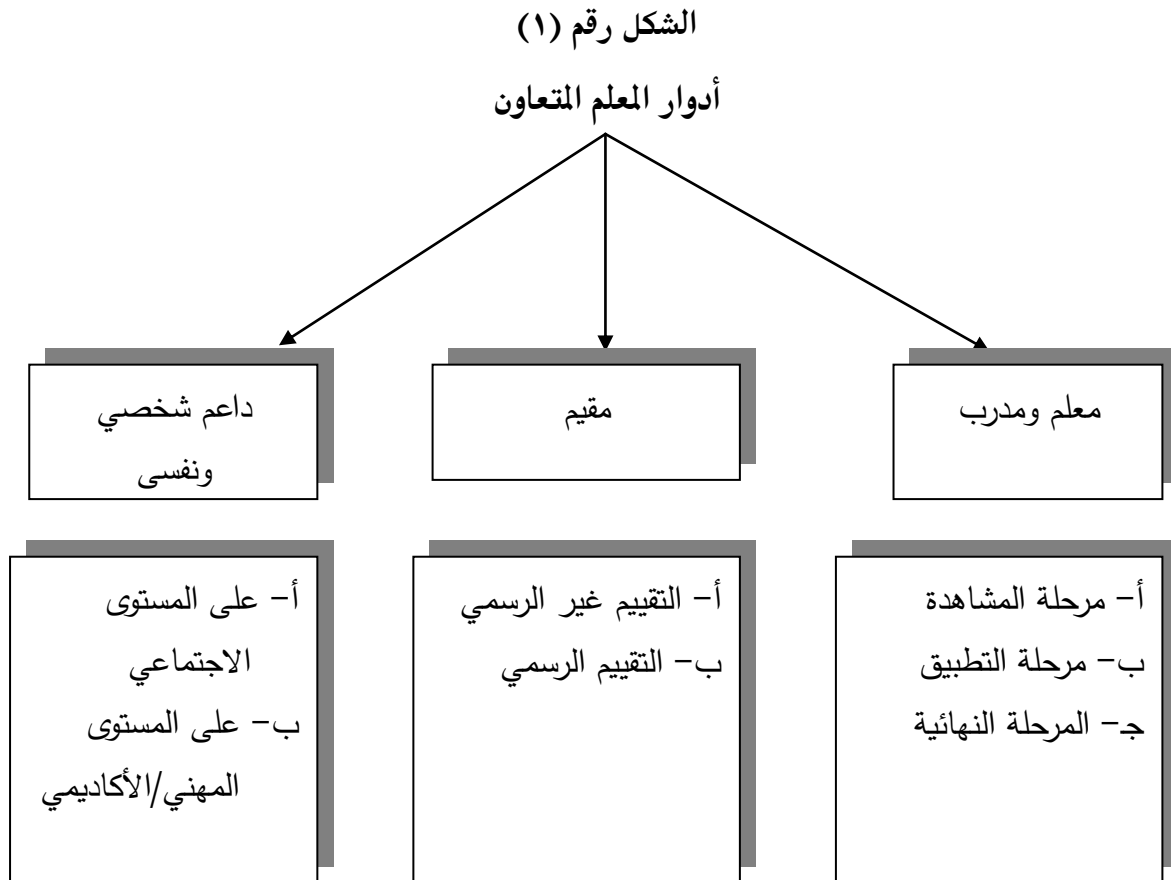 الشكل رقم (١)
أدوار المعلم المتعاون
معلم ومدرب
مقيم
داعم شخصي
ونفسى
أ– مرحلة المشاهدة
ب– مرحلة التطبيق
جـ– المرحلة النهائية
أ– التقييم غير الرسمي
ب– التقييم الرسمي
أ– على المستوى
الاجتماعي
ب– على المستوى
المهني/الأكاديمي